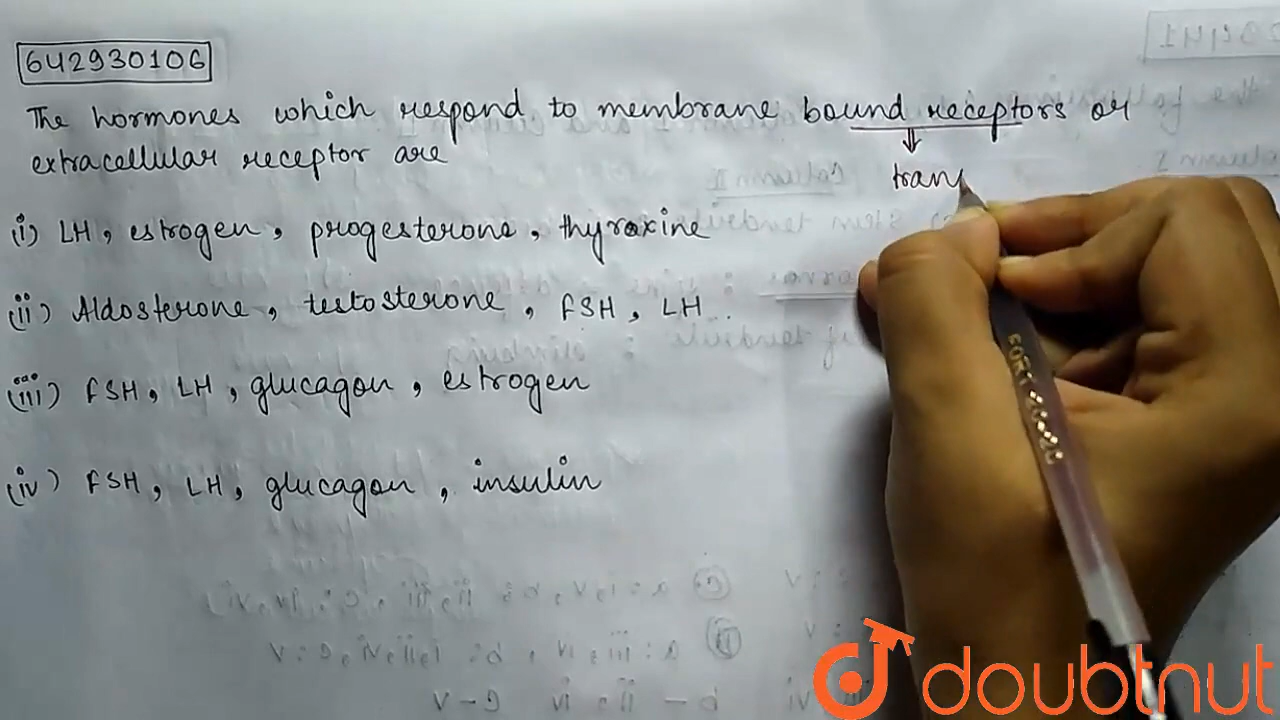 642930106
The hormones which respond to membrane bound receptors or
extracellular receptor are
tran
(i) LH, estrogen, progesterone, thyroxine
(ii) Aldosterone, testosterone, FSH, LH.
(iii) FSH, LH, glucagon, estrogen
(iv) FSH, LH, glucagon, insulin
doubtnut